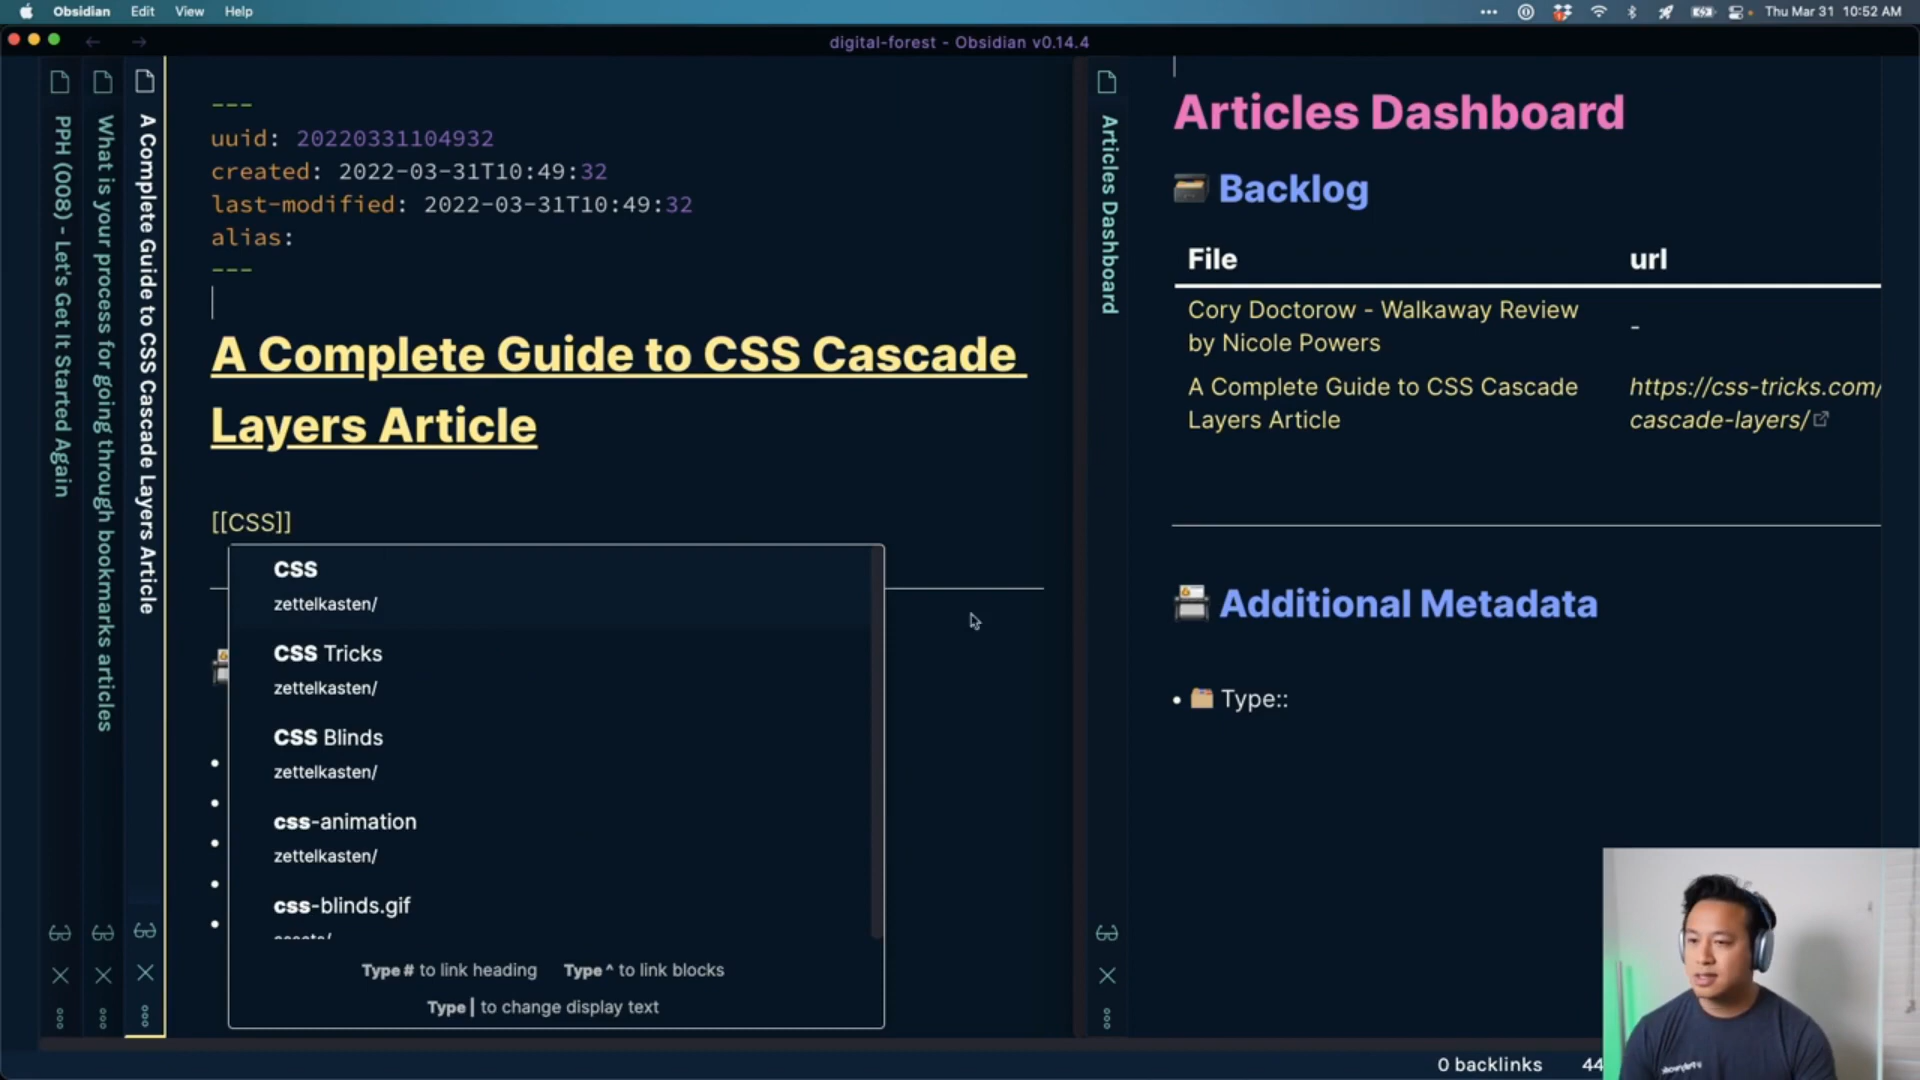 Obsidian Edit View Help
Thu Mar 31 10:52 AM
digital-forest - Obsidian v0.14.4
PPH (008) - Let's Get It Started Again
What is your process for going through bookmarks articles
A Complete Guide to CSS Cascade Layers Article
---
uuid: 20220331104932
created: 2022-03-31T10:49:32
last-modified: 2022-03-31T10:49:32
alias:
---
A Complete Guide to CSS Cascade
Layers Article
[[CSS]]
CSS
zettelkasten/
CSS Tricks
zettelkasten/
CSS Blinds
zettelkasten/
css-animation
zettelkasten/
css-blinds.gif
Type # to link heading Type ^ to link blocks
Type | to change display text
Articles Dashboard
Articles Dashboard
Backlog
File url
Cory Doctorow - Walkaway Review
by Nicole Powers
-
A Complete Guide to CSS Cascade
Layers Article
https://css-tricks.com/
cascade-layers/
Additional Metadata
• Type::
0 backlinks 44